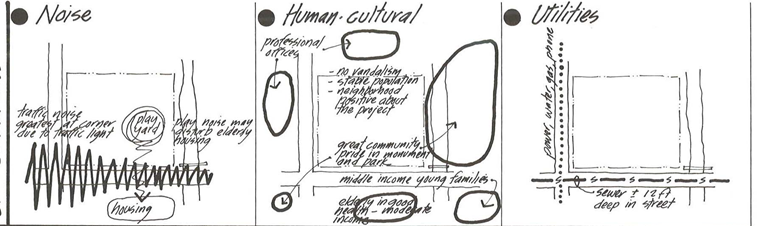 Noise
traffic noise
greatest at corner
due to traffic light
play
yard
play noise may
disturb elderly
housing
housing
Human-cultural
professional
offices
- no vandalism
- stable population
- neighborhood
positive about
the project
great community
pride in monument
and park
middle income young families
elderly in good
health - moderate
income
Utilities
power, water, gas, phone
S S S S S S
sewer ± 12 ft
deep in street